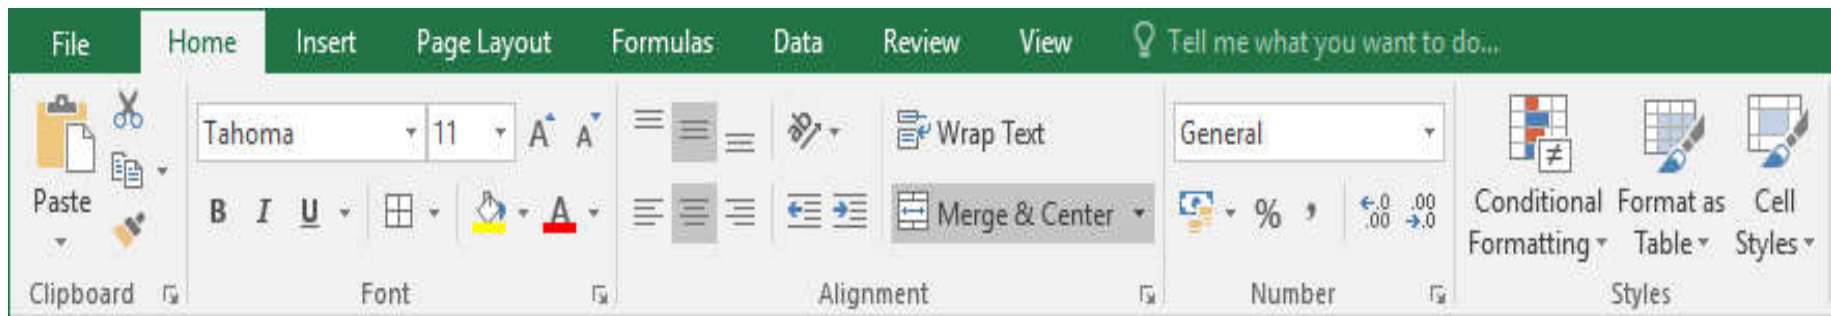 File Home Insert Page Layout Formulas Data Review View Tell me what you want to do...
Tahoma 11 A A ab Wrap Text General
Paste B I U A Merge & Center % , .0 .00 .00 .0
Conditional Formatting
Format as Table
Cell Styles
Clipboard Font Alignment Number Styles